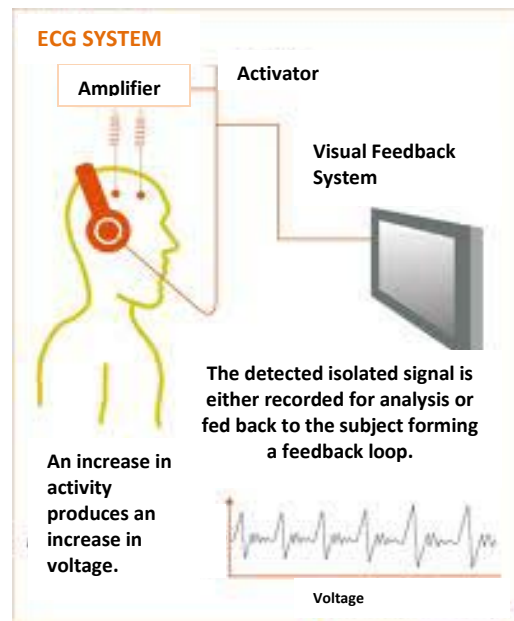 ECG SYSTEM
Amplifier
Activator
Visual Feedback
System
The detected isolated signal is
either recorded for analysis or
fed back to the subject forming
a feedback loop.
An increase in
activity
produces an
increase in
voltage.
Voltage